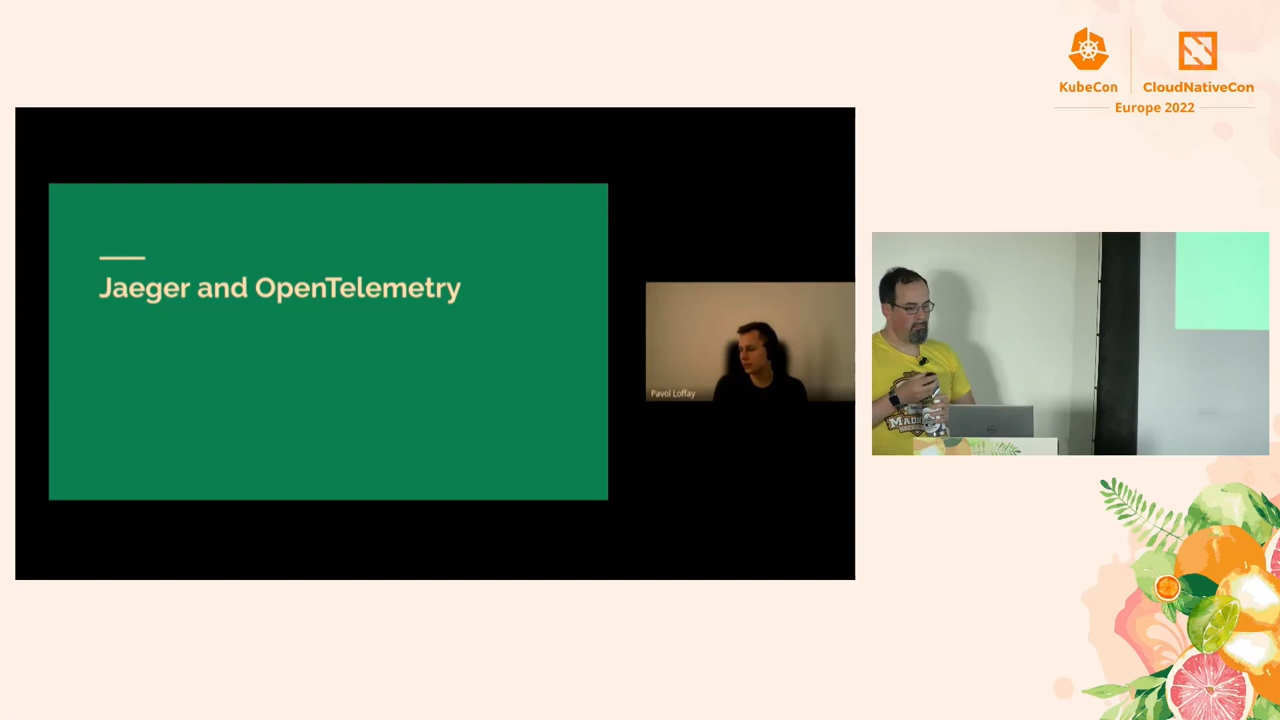 KubeCon
CloudNativeCon
Europe 2022
Jaeger and OpenTelemetry
Pavol Loffay